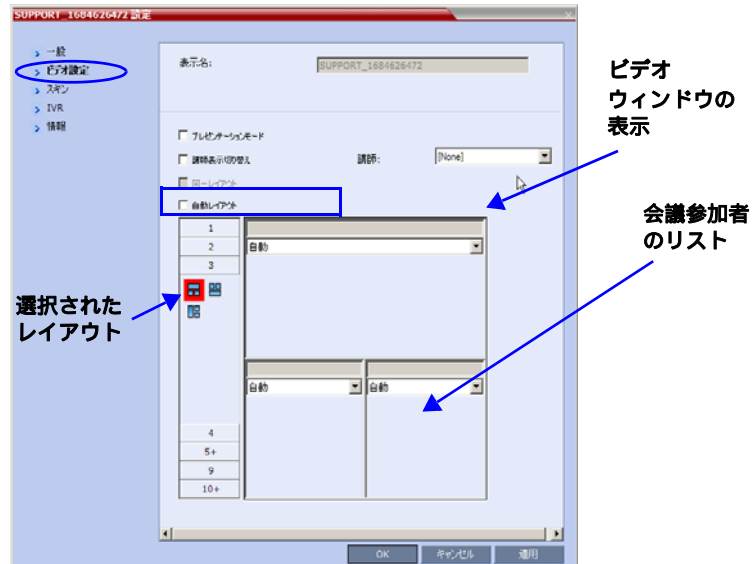 SUPPORT_1684626472 設定
一般
ビデオ設定
スキン
IVR
情報
表示名:
SUPPORT_1684626472
プレゼンテーションモード
講師表示切り替え
講師:
[None]
同一レイアウト
自動レイアウト
1
2
3
自動
自動
自動
4
5+
9
10+
OK
キャンセル
適用
ビデオ
ウィンドウの
表示
会議参加者
のリスト
選択された
レイアウト